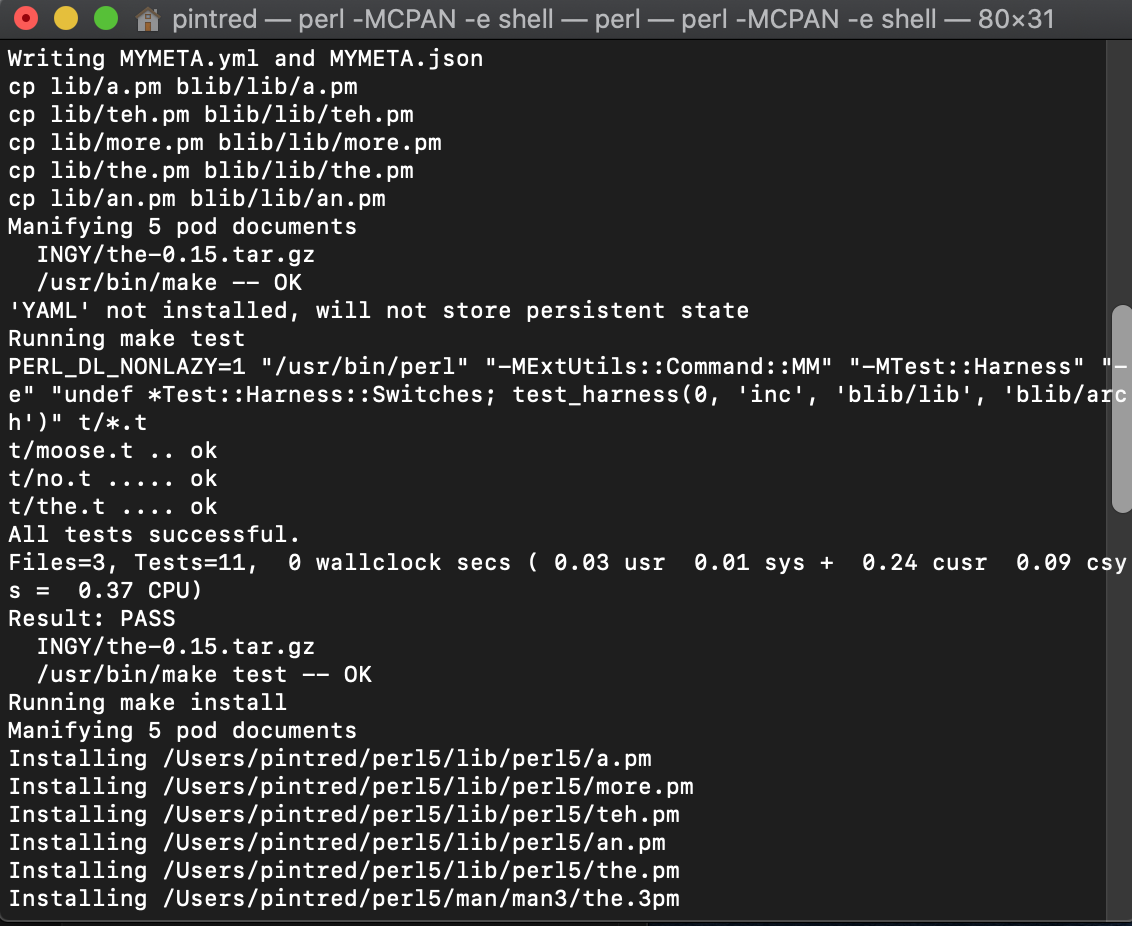 pintred — perl -MCPAN -e shell — perl — perl -MCPAN -e shell — 80×31
Writing MYMETA.yml and MYMETA.json
cp lib/a.pm blib/lib/a.pm
cp lib/teh.pm blib/lib/teh.pm
cp lib/more.pm blib/lib/more.pm
cp lib/the.pm blib/lib/the.pm
cp lib/an.pm blib/lib/an.pm
Manifying 5 pod documents
  INGY/the-0.15.tar.gz
  /usr/bin/make -- OK
'YAML' not installed, will not store persistent state
Running make test
PERL_DL_NONLAZY=1 "/usr/bin/perl" "-MExtUtils::Command::MM" "-MTest::Harness" "-
e" "undef *Test::Harness::Switches; test_harness(0, 'inc', 'blib/lib', 'blib/arc
h')" t/*.t
t/moose.t .. ok
t/no.t ..... ok
t/the.t .... ok
All tests successful.
Files=3, Tests=11,  0 wallclock secs ( 0.03 usr  0.01 sys +  0.24 cusr  0.09 csy
s =  0.37 CPU)
Result: PASS
  INGY/the-0.15.tar.gz
  /usr/bin/make test -- OK
Running make install
Manifying 5 pod documents
Installing /Users/pintred/perl5/lib/perl5/a.pm
Installing /Users/pintred/perl5/lib/perl5/more.pm
Installing /Users/pintred/perl5/lib/perl5/teh.pm
Installing /Users/pintred/perl5/lib/perl5/an.pm
Installing /Users/pintred/perl5/lib/perl5/the.pm
Installing /Users/pintred/perl5/man/man3/the.3pm